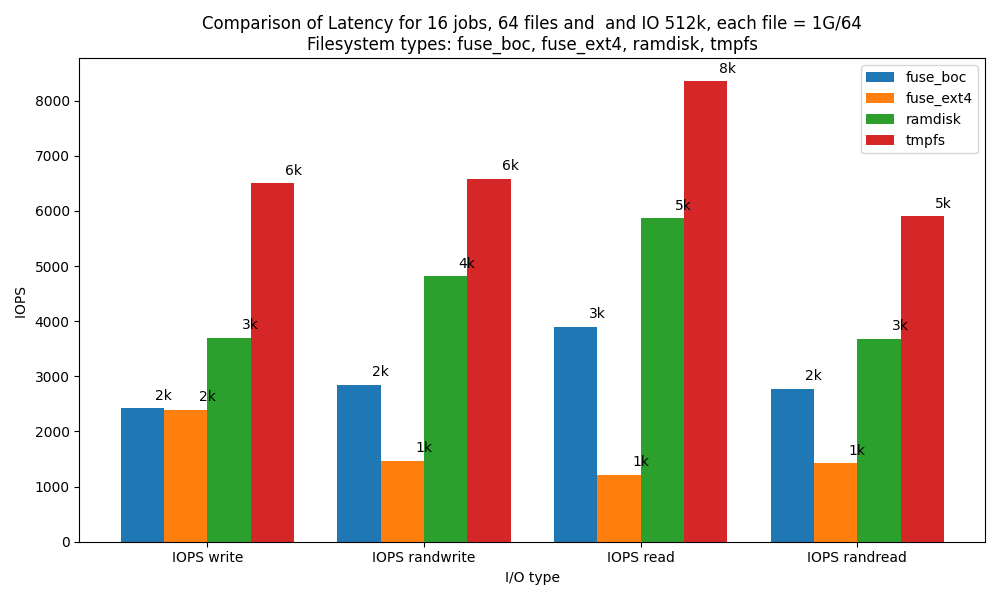 Comparison of Latency for 16 jobs, 64 files and  and IO 512k, each file = 1G/64
Filesystem types: fuse_boc, fuse_ext4, ramdisk, tmpfs
fuse_boc
fuse_ext4
ramdisk
tmpfs
IOPS
8000
7000
6000
5000
4000
3000
2000
1000
0
2k
2k
3k
6k
2k
1k
4k
6k
3k
1k
5k
8k
2k
1k
3k
5k
IOPS write
IOPS randwrite
IOPS read
IOPS randread
I/O type